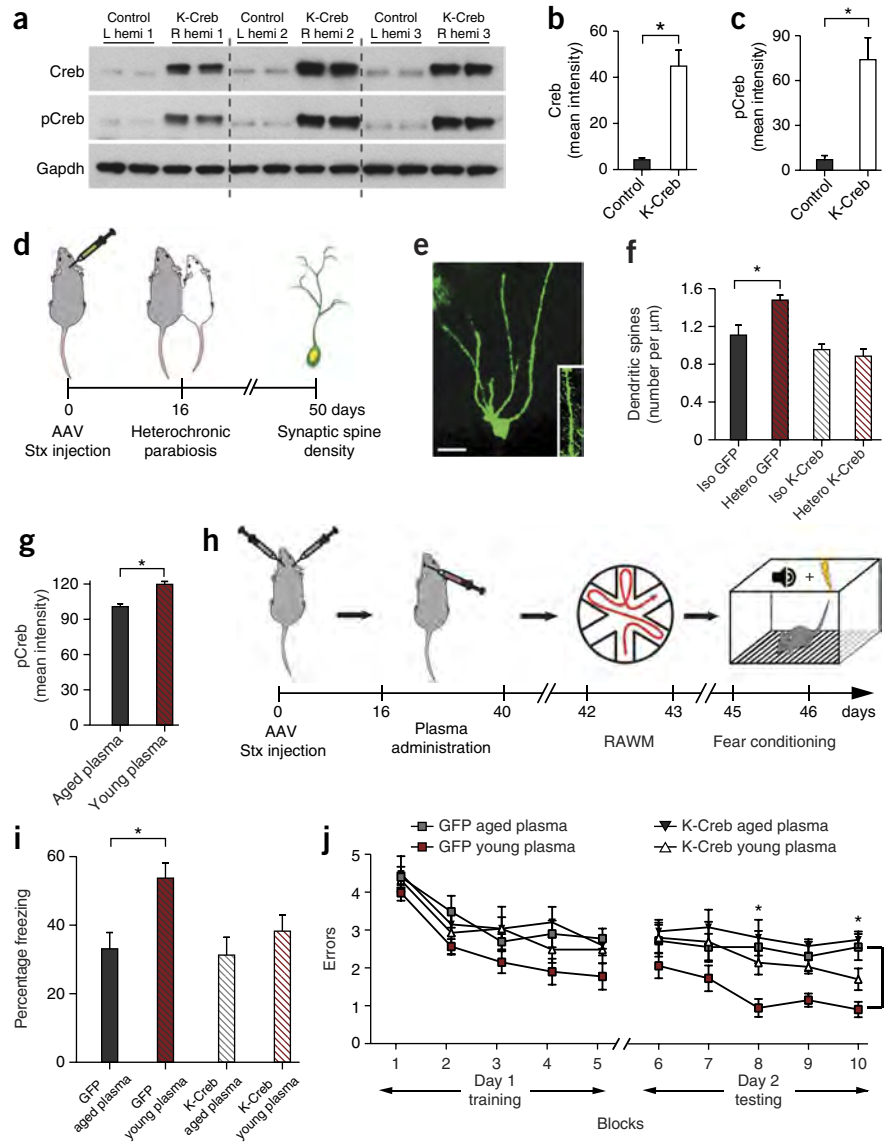 a
Control K-Creb Control K-Creb Control K-Creb
L hemi 1 R hemi 1 L hemi 2 R hemi 2 L hemi 3 R hemi 3
Creb
pCreb
Gapdh
b
Creb
(mean intensity)
60
40
20
0
*
Control
K-Creb
c
pCreb
(mean intensity)
90
60
30
0
*
Control
K-Creb
d
0 16 50 days
AAV Heterochronic Synaptic spine
Stx injection parabiosis density
e
f
Dendritic spines
(number per μm)
1.6
1.2
0.8
0.4
0
*
Iso GFP
Hetero GFP
Iso K-Creb
Hetero K-Creb
g
pCreb
(mean intensity)
120
90
60
30
0
*
Aged plasma
Young plasma
h
+
0 16 40 42 43 45 46 days
AAV Plasma RAWM Fear conditioning
Stx injection administration
i
Percentage freezing
60
40
20
0
*
GFP
aged plasma
GFP
young plasma
K-Creb
aged plasma
K-Creb
young plasma
j
GFP aged plasma K-Creb aged plasma
GFP young plasma K-Creb young plasma
Errors
5
4
3
2
1
0
* * *
1 2 3 4 5 6 7 8 9 10
Day 1 Day 2
training testing
Blocks